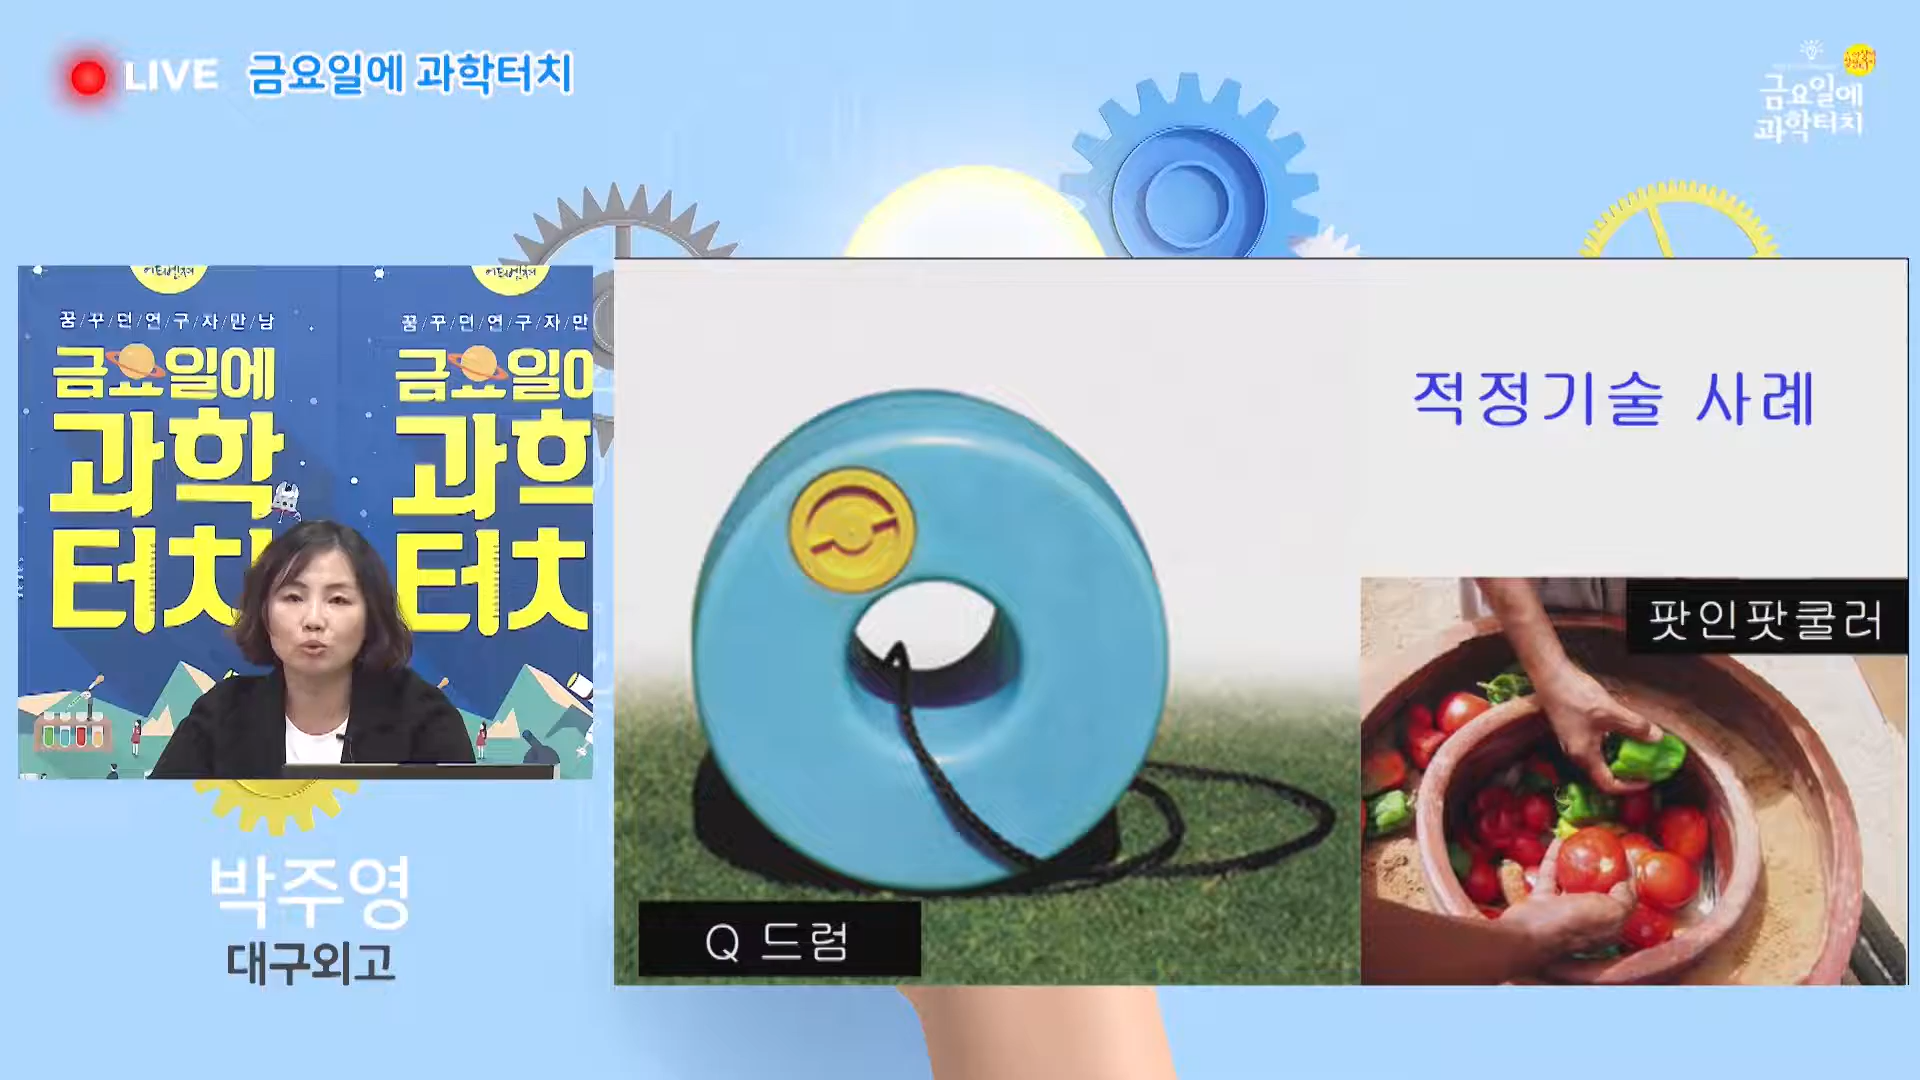 LIVE 금요일에 과학터치
금요일에
과학터치
꿈/꾸/던/연/구/자/만/남
금요일에
과학
터치
꿈/꾸/던/연/구/자/만
금요일에
과학
터치
적정기술 사례
팟인팟쿨러
Q 드럼
박주영
대구외고